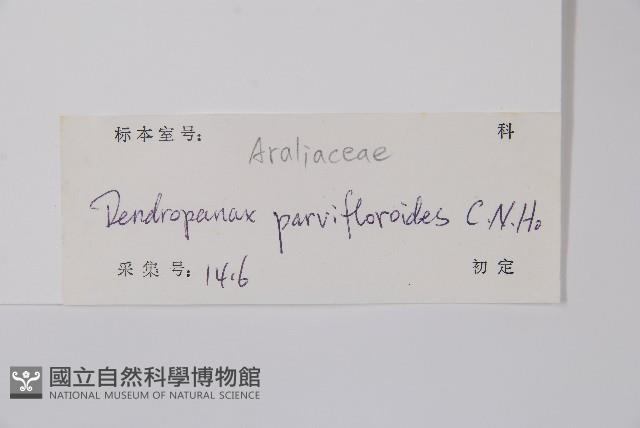 标本室号: 科
Araliaceae
Dendropanax parvifloroides C.N.Ho
采集号: 14.6 初定
國立自然科學博物館
NATIONAL MUSEUM OF NATURAL SCIENCE